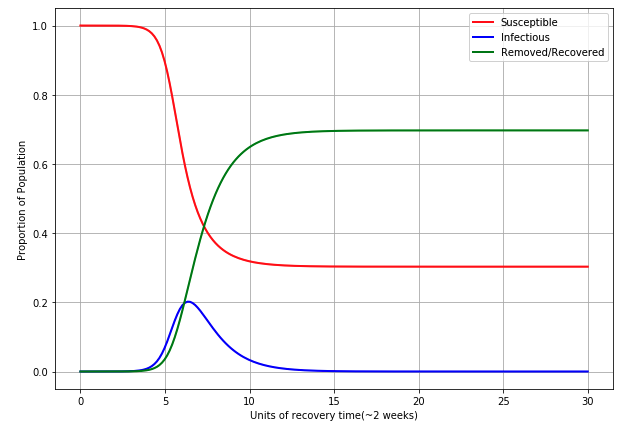 Susceptible
Infectious
Removed/Recovered
1.0
0.8
0.6
0.4
0.2
0.0
Proportion of Population
0 5 10 15 20 25 30
Units of recovery time(~2 weeks)